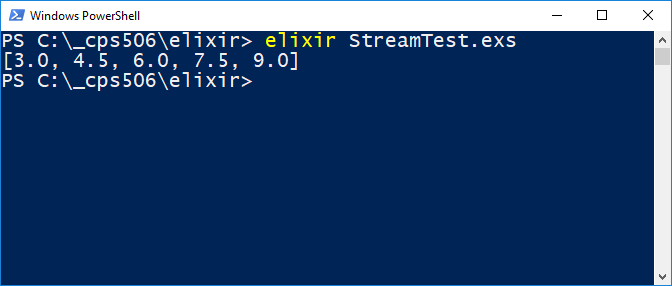 Windows PowerShell
PS C:\_cps506\elixir> elixir StreamTest.exs
[3.0, 4.5, 6.0, 7.5, 9.0]
PS C:\_cps506\elixir>